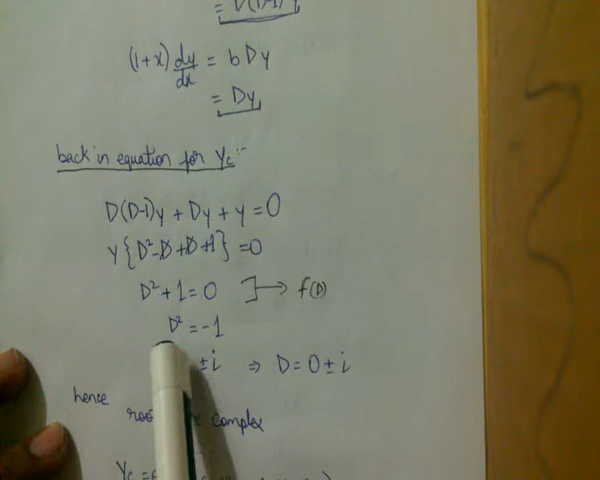 = D(D-1)y
(1+x) dy/dx = b D y
= Dy
back in equation for Yc :-
D(D-1)y + Dy + y = 0
y{D²-D+D+1} = 0
D² + 1 = 0 ]→ f(D)
D² = -1
± i ⇒ D = 0 ± i
hence
complex
Yc =